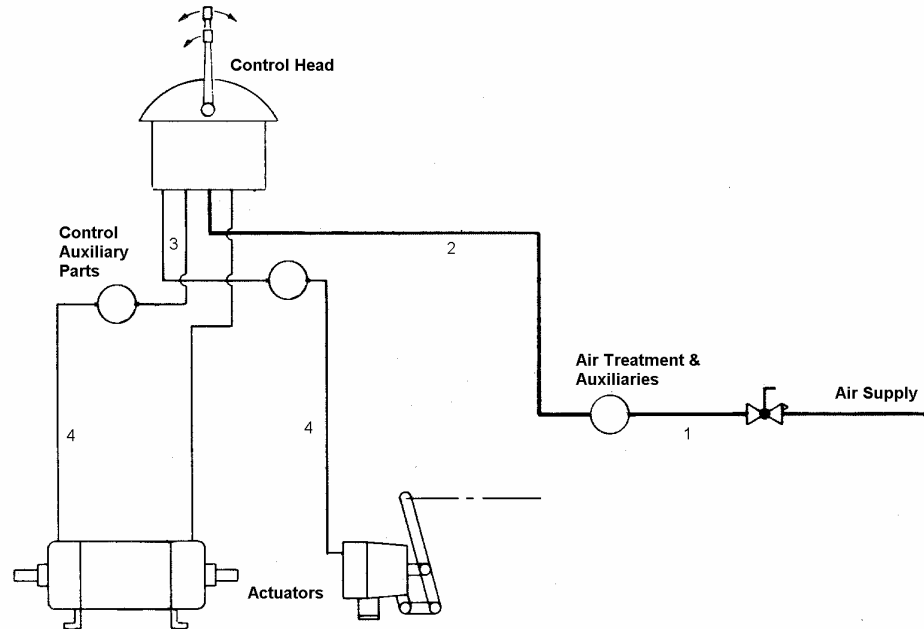 Control Head
Control
Auxiliary
Parts
3
2
Air Treatment &
Auxiliaries
Air Supply
1
4
4
Actuators